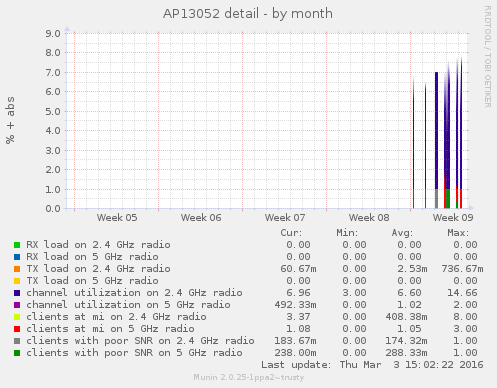 AP13052 detail - by month
RRDTOOL / TOBI OETIKER
% + abs
9.0
8.0
7.0
6.0
5.0
4.0
3.0
2.0
1.0
0.0
Week 05 Week 06 Week 07 Week 08 Week 09
Cur: Min: Avg: Max:
RX load on 2.4 GHz radio 0.00 0.00 0.00 0.00
RX load on 5 GHz radio 0.00 0.00 0.00 0.00
TX load on 2.4 GHz radio 60.67m 0.00 2.53m 736.67m
TX load on 5 GHz radio 0.00 0.00 0.00 0.00
channel utilization on 2.4 GHz radio 6.96 3.00 6.60 14.66
channel utilization on 5 GHz radio 492.33m 0.00 1.02 2.00
clients at mi on 2.4 GHz radio 3.37 0.00 408.38m 8.00
clients at mi on 5 GHz radio 1.08 0.00 1.05 3.00
clients with poor SNR on 2.4 GHz radio 183.67m 0.00 174.32m 1.00
clients with poor SNR on 5 GHz radio 238.00m 0.00 288.33m 1.00
Last update: Thu Mar 3 15:02:22 2016
Munin 2.0.25-1ppa2~trusty